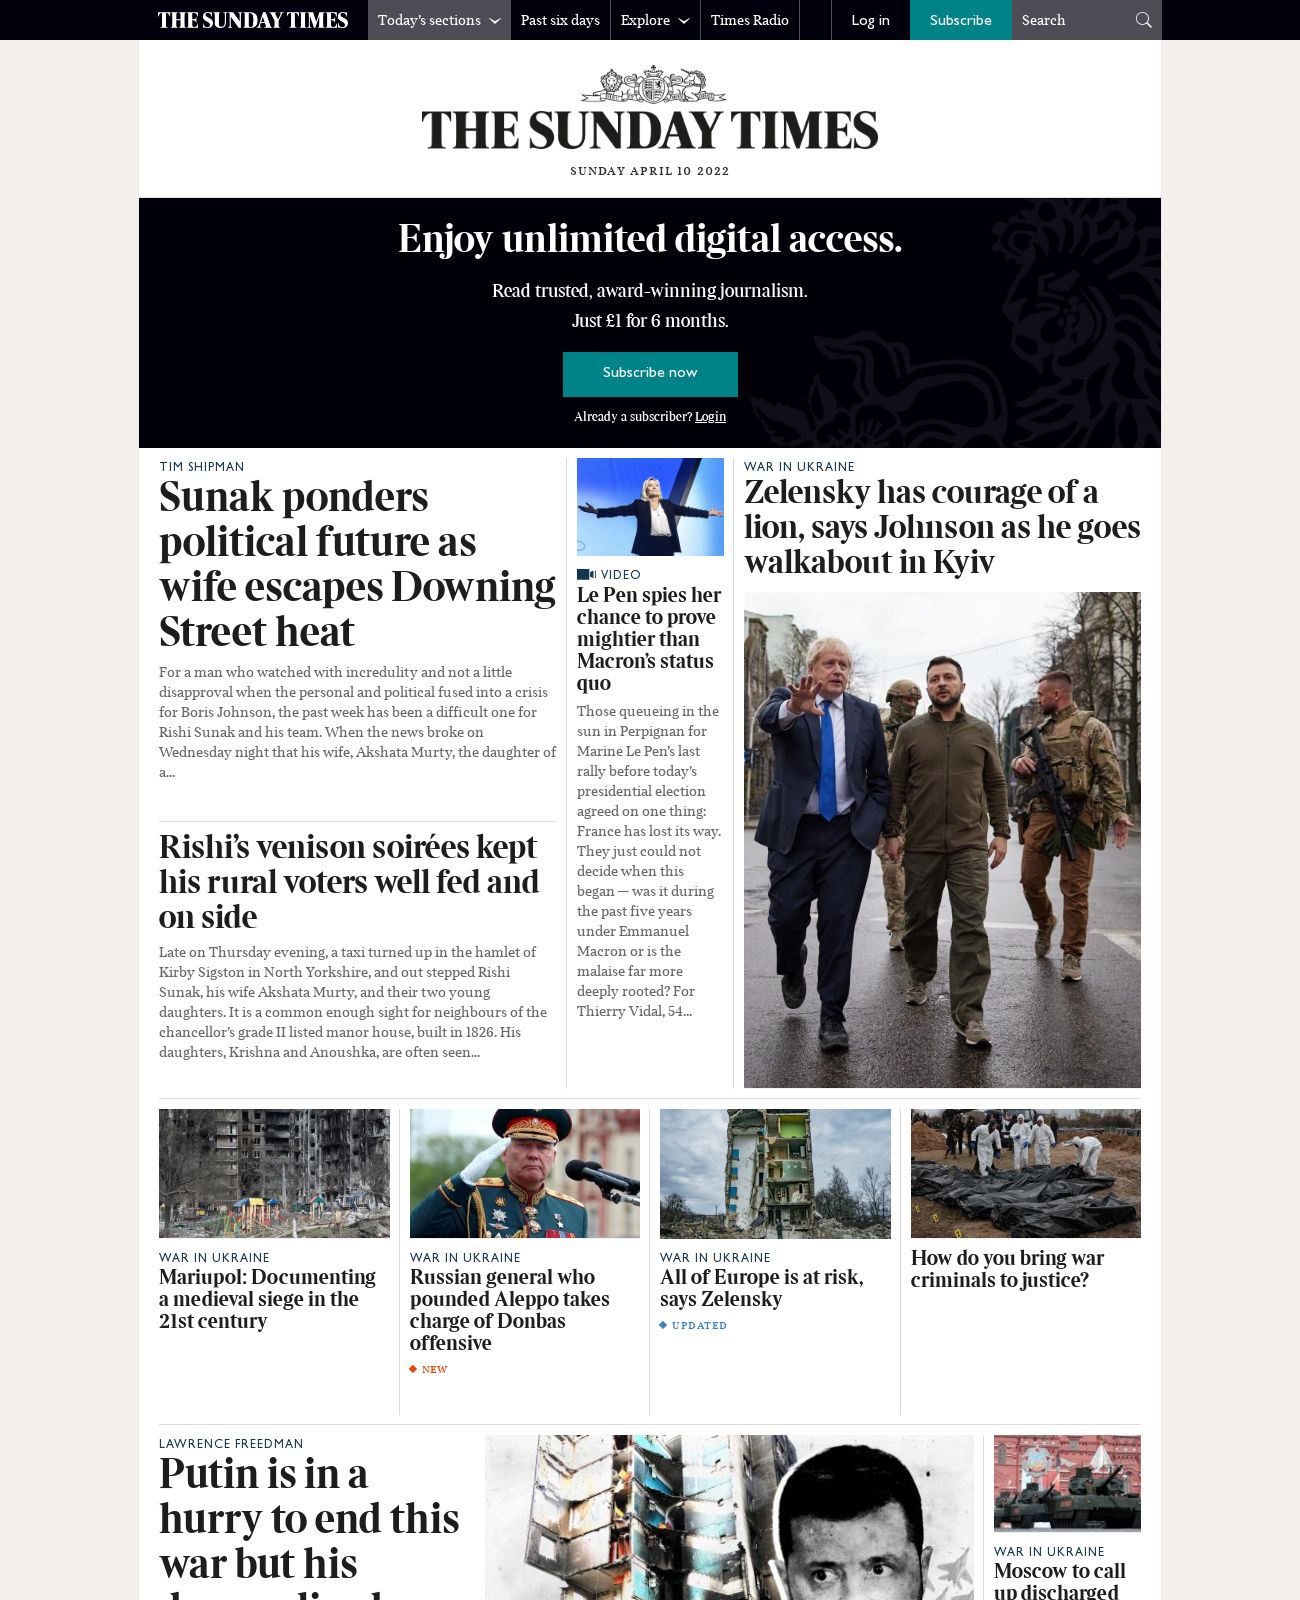 THE SUNDAY TIMES
Today's sections
Past six days
Explore
Times Radio
Log in
Subscribe
Search
THE SUNDAY TIMES
SUNDAY APRIL 10 2022
Enjoy unlimited digital access.
Read trusted, award-winning journalism.
Just £1 for 6 months.
Subscribe now
Already a subscriber? Login
TIM SHIPMAN
Sunak ponders
political future as
wife escapes Downing
Street heat
For a man who watched with incredulity and not a little
disapproval when the personal and political fused into a crisis
for Boris Johnson, the past week has been a difficult one for
Rishi Sunak and his team. When the news broke on
Wednesday night that his wife, Akshata Murty, the daughter of
a...
Rishi's venison soirées kept
his rural voters well fed and
on side
Late on Thursday evening, a taxi turned up in the hamlet of
Kirby Sigston in North Yorkshire, and out stepped Rishi
Sunak, his wife Akshata Murty, and their two young
daughters. It is a common enough sight for neighbours of the
chancellor's grade II listed manor house, built in 1826. His
daughters, Krishna and Anoushka, are often seen...
VIDEO
Le Pen spies her
chance to prove
mightier than
Macron's status
quo
Those queueing in the
sun in Perpignan for
Marine Le Pen's last
rally before today's
presidential election
agreed on one thing:
France has lost its way.
They just could not
decide when this
began — was it during
the past five years
under Emmanuel
Macron or is the
malaise far more
deeply rooted? For
Thierry Vidal, 54...
WAR IN UKRAINE
Zelensky has courage of a
lion, says Johnson as he goes
walkabout in Kyiv
WAR IN UKRAINE
Mariupol: Documenting
a medieval siege in the
21st century
WAR IN UKRAINE
Russian general who
pounded Aleppo takes
charge of Donbas
offensive
NEW
WAR IN UKRAINE
All of Europe is at risk,
says Zelensky
UPDATED
How do you bring war
criminals to justice?
LAWRENCE FREEDMAN
Putin is in a
hurry to end this
war but his
WAR IN UKRAINE
Moscow to call
up discharged